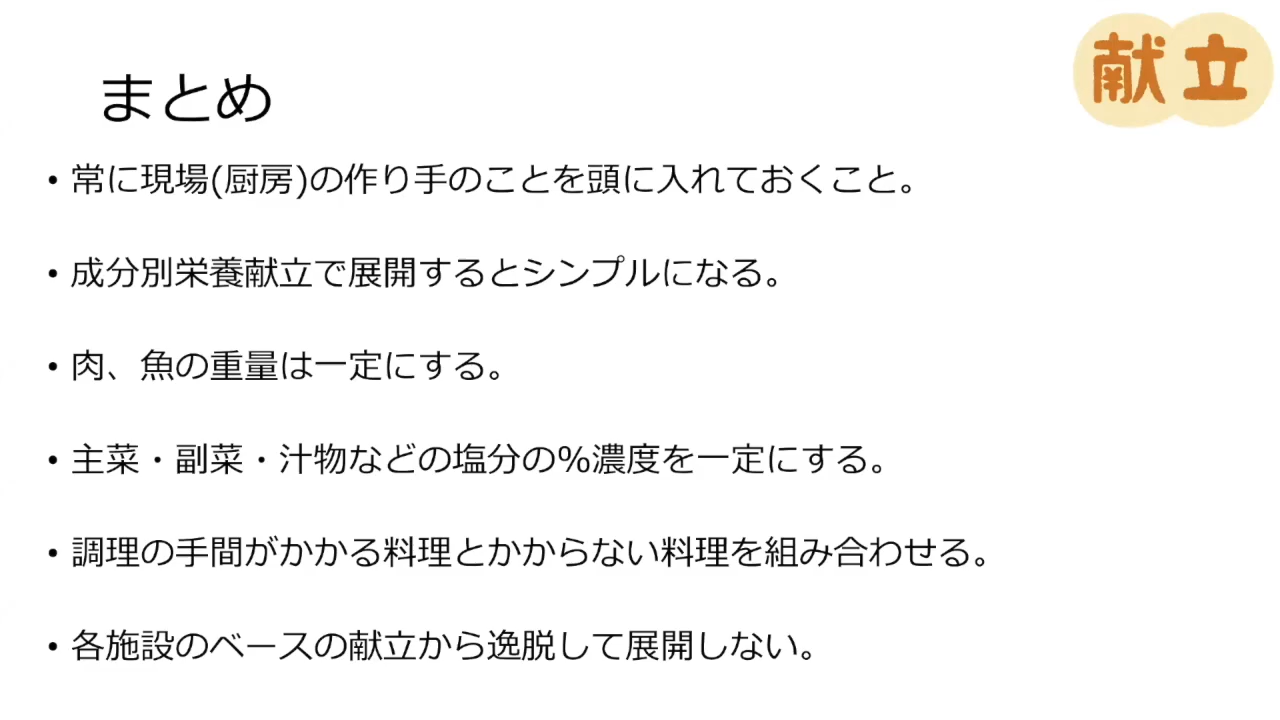 献立
まとめ
• 常に現場(厨房)の作り手のことを頭に入れておくこと。
• 成分別栄養献立で展開するとシンプルになる。
• 肉、魚の重量は一定にする。
• 主菜・副菜・汁物などの塩分の%濃度を一定にする。
• 調理の手間がかかる料理とかからない料理を組み合わせる。
• 各施設のベースの献立から逸脱して展開しない。